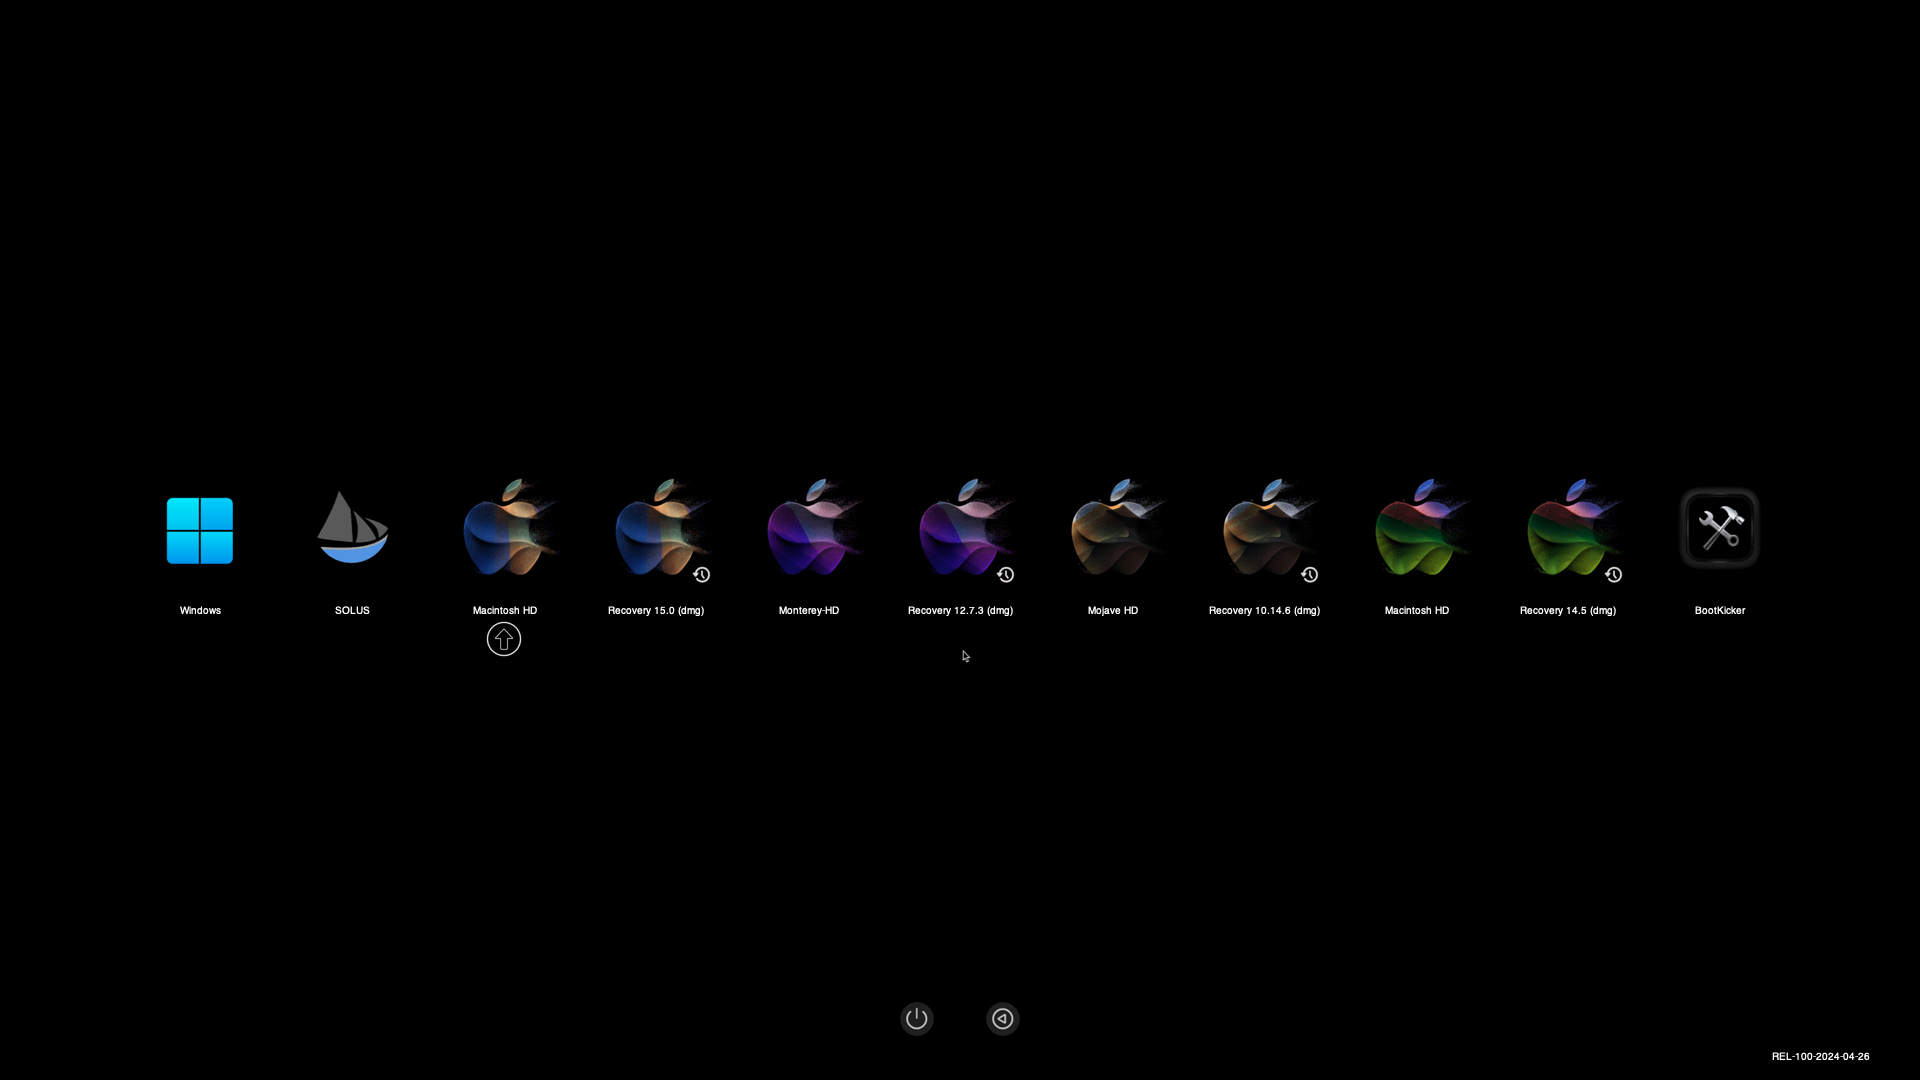 Windows
SOLUS
Macintosh HD
Recovery 15.0 (dmg)
Monterey-HD
Recovery 12.7.3 (dmg)
Mojave HD
Recovery 10.14.6 (dmg)
Macintosh HD
Recovery 14.5 (dmg)
BootKicker
REL-100-2024-04-26